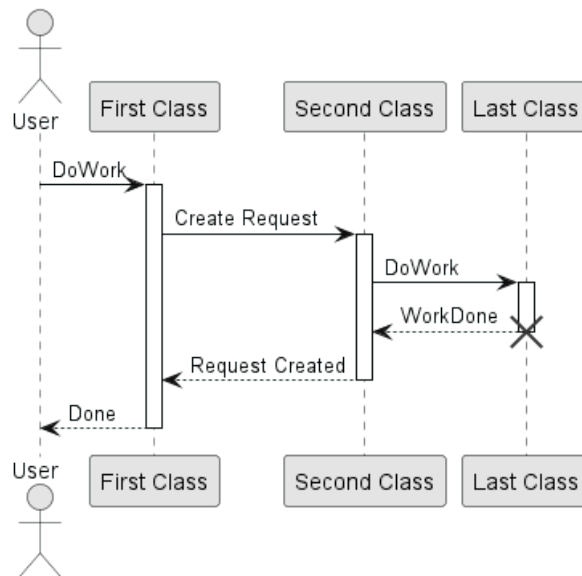 User
First Class
Second Class
Last Class
DoWork
Create Request
DoWork
WorkDone
Request Created
Done
User
First Class
Second Class
Last Class